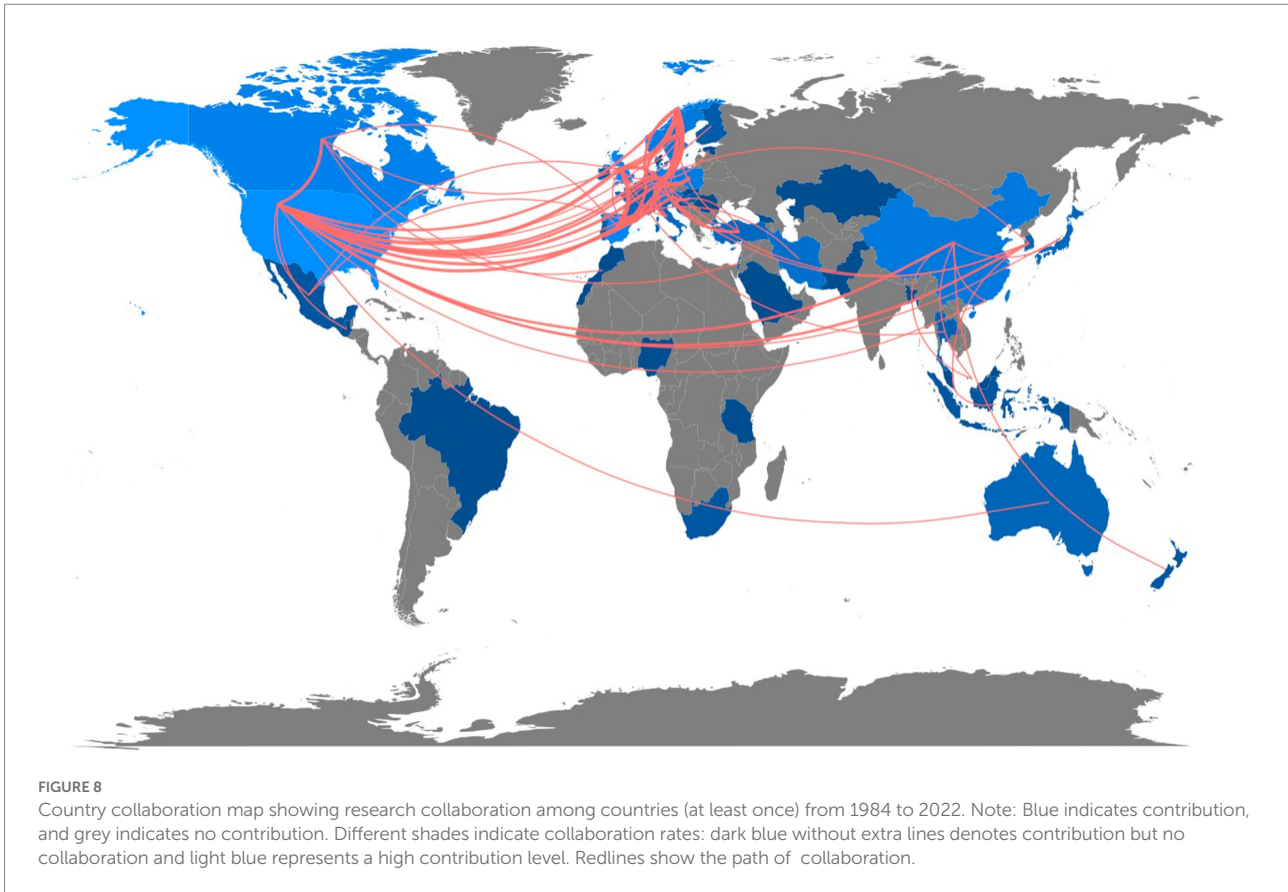 FIGURE 8
Country collaboration map showing research collaboration among countries (at least once) from 1984 to 2022. Note: Blue indicates contribution,
and grey indicates no contribution. Different shades indicate collaboration rates: dark blue without extra lines denotes contribution but no
collaboration and light blue represents a high contribution level. Redlines show the path of collaboration.